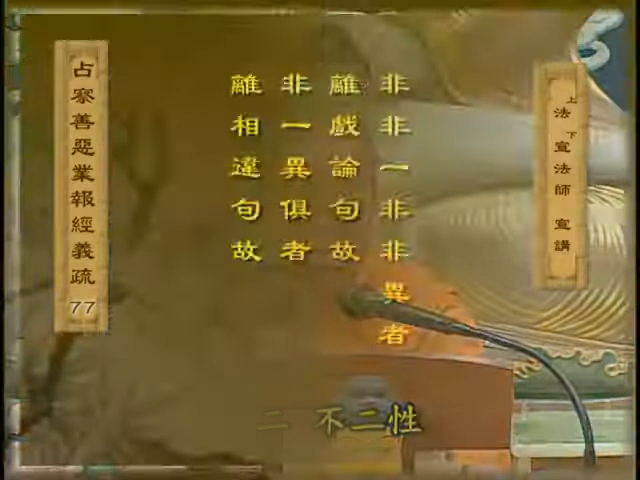 占察善惡業報經義疏
77
非非一非非異者
離戲論句故
非一異俱者
離相違句故
上法下宣法師 宣講
二 不二性